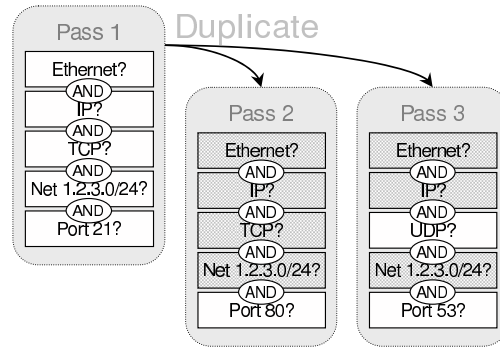 Duplicate
Pass 1
Ethernet?
AND
IP?
AND
TCP?
AND
Net 1.2.3.0/24?
AND
Port 21?
Pass 2
Ethernet?
AND
IP?
AND
TCP?
AND
Net 1.2.3.0/24?
AND
Port 80?
Pass 3
Ethernet?
AND
IP?
AND
UDP?
AND
Net 1.2.3.0/24?
AND
Port 53?